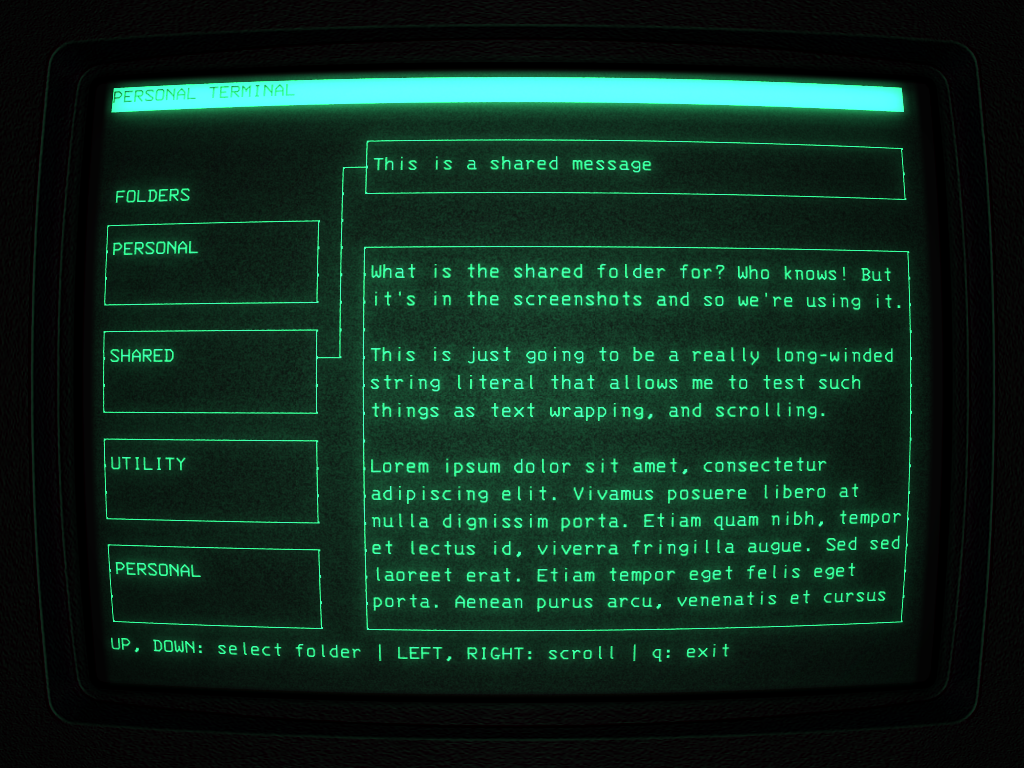 PERSONAL TERMINAL
This is a shared message
FOLDERS
PERSONAL
SHARED
UTILITY
PERSONAL
What is the shared folder for? Who knows! But
it's in the screenshots and so we're using it.
This is just going to be a really long-winded
string literal that allows me to test such
things as text wrapping, and scrolling.
Lorem ipsum dolor sit amet, consectetur
adipiscing elit. Vivamus posuere libero at
nulla dignissim porta. Etiam quam nibh, tempor
et lectus id, viverra fringilla augue. Sed sed
laoreet erat. Etiam tempor eget felis eget
porta. Aenean purus arcu, venenatis et cursus
UP, DOWN: select folder | LEFT, RIGHT: scroll | q: exit